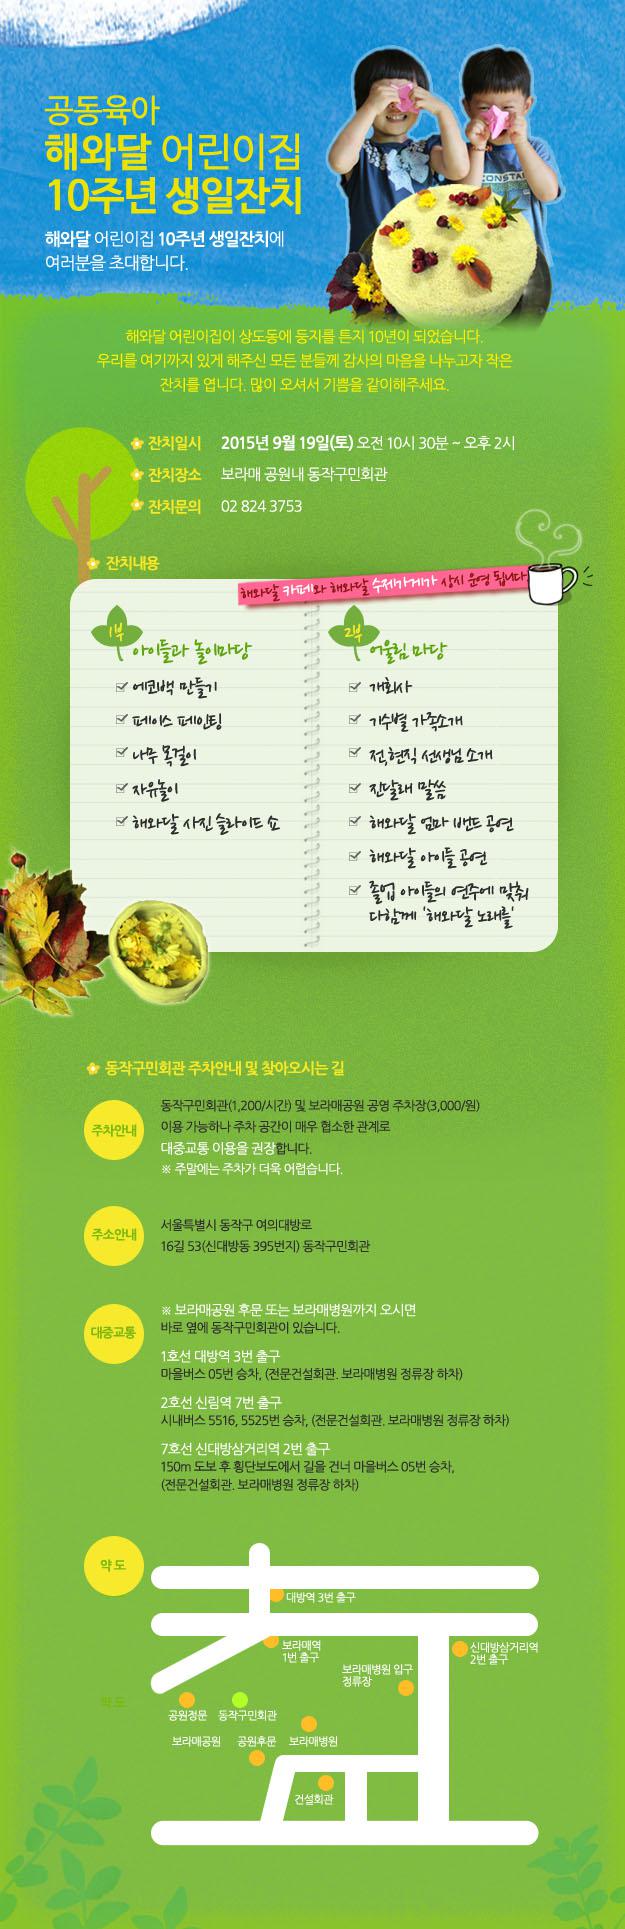 공동육아
해와달 어린이집
10주년 생일잔치
해와달 어린이집 10주년 생일잔치에
여러분을 초대합니다.
해와달 어린이집이 상도동에 둥지를 튼지 10년이 되었습니다.
우리를 여기까지 있게 해주신 모든 분들께 감사의 마음을 나누고자 작은
잔치를 엽니다. 많이 오셔서 기쁨을 같이해주세요.
잔치일시 2015년 9월 19일(토) 오전 10시 30분 ~ 오후 2시
잔치장소 보라매 공원내 동작구민회관
잔치문의 02 824 3753
잔치내용
해와달 카페와 해와달 수제가게가 상시 운영 됩니다
1부 아이들과 놀이마당
에코백 만들기
페이스 페인팅
나무 목걸이
자유놀이
해와달 사진 슬라이드 쇼
2부 어울림 마당
개회사
기수별 가족소개
전,현직 선생님 소개
진달래 말씀
해와달 엄마 밴드 공연
해와달 아이들 공연
졸업 아이들의 연주에 맞춰
다함께 '해와달 노래를'
동작구민회관 주차안내 및 찾아오시는 길
주차안내
동작구민회관(1,200/시간) 및 보라매공원 공영 주차장(3,000/원)
이용 가능하나 주차 공간이 매우 협소한 관계로
대중교통 이용을 권장합니다.
※ 주말에는 주차가 더욱 어렵습니다.
주소안내
서울특별시 동작구 여의대방로
16길 53(신대방동 395번지) 동작구민회관
대중교통
※ 보라매공원 후문 또는 보라매병원까지 오시면
바로 옆에 동작구민회관이 있습니다.
1호선 대방역 3번 출구
마을버스 05번 승차, (전문건설회관. 보라매병원 정류장 하차)
2호선 신림역 7번 출구
시내버스 5516, 5525번 승차, (전문건설회관. 보라매병원 정류장 하차)
7호선 신대방삼거리역 2번 출구
150m 도보 후 횡단보도에서 길을 건너 마을버스 05번 승차,
(전문건설회관. 보라매병원 정류장 하차)
약 도
대방역 3번 출구
보라매역
1번 출구
신대방삼거리역
2번 출구
보라매병원 입구
정류장
약 도
공원정문 동작구민회관
보라매공원 공원후문 보라매병원
건설회관